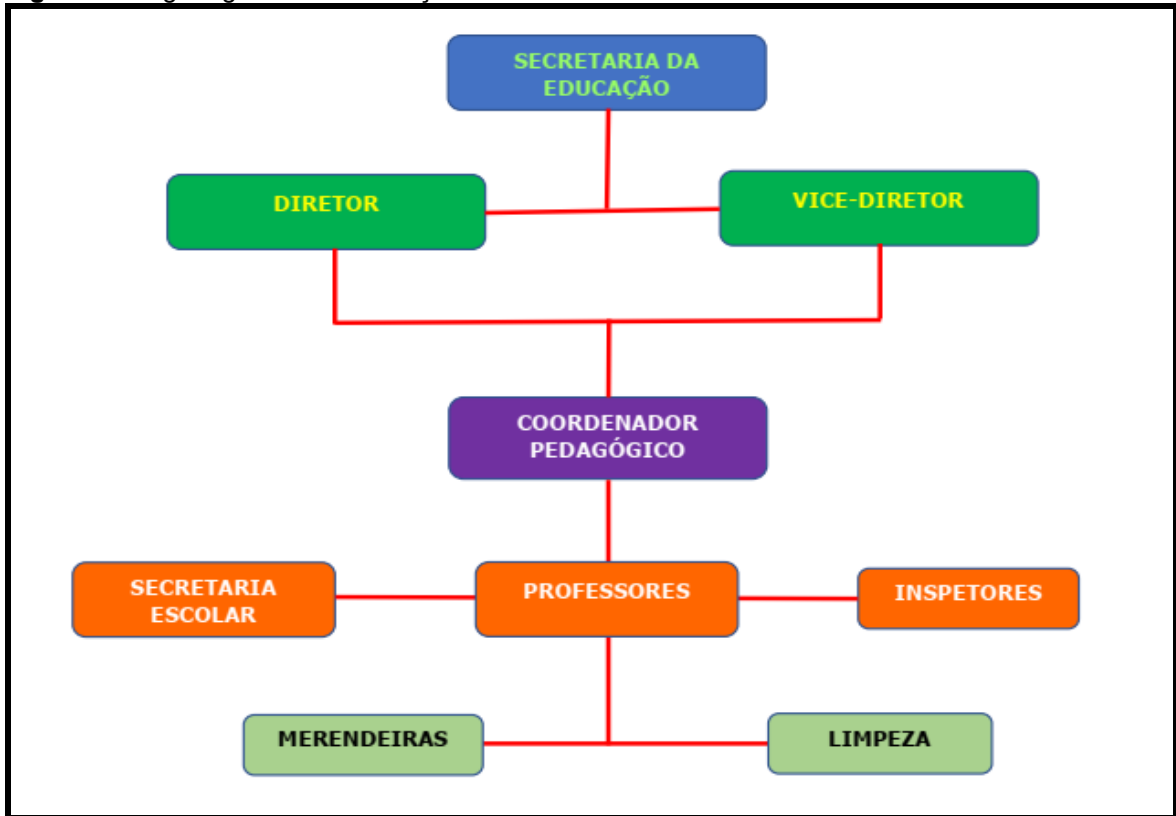 SECRETARIA DA
EDUCAÇÃO
DIRETOR
VICE-DIRETOR
COORDENADOR
PEDAGÓGICO
SECRETARIA
ESCOLAR
PROFESSORES
INSPETORES
MERENDEIRAS
LIMPEZA